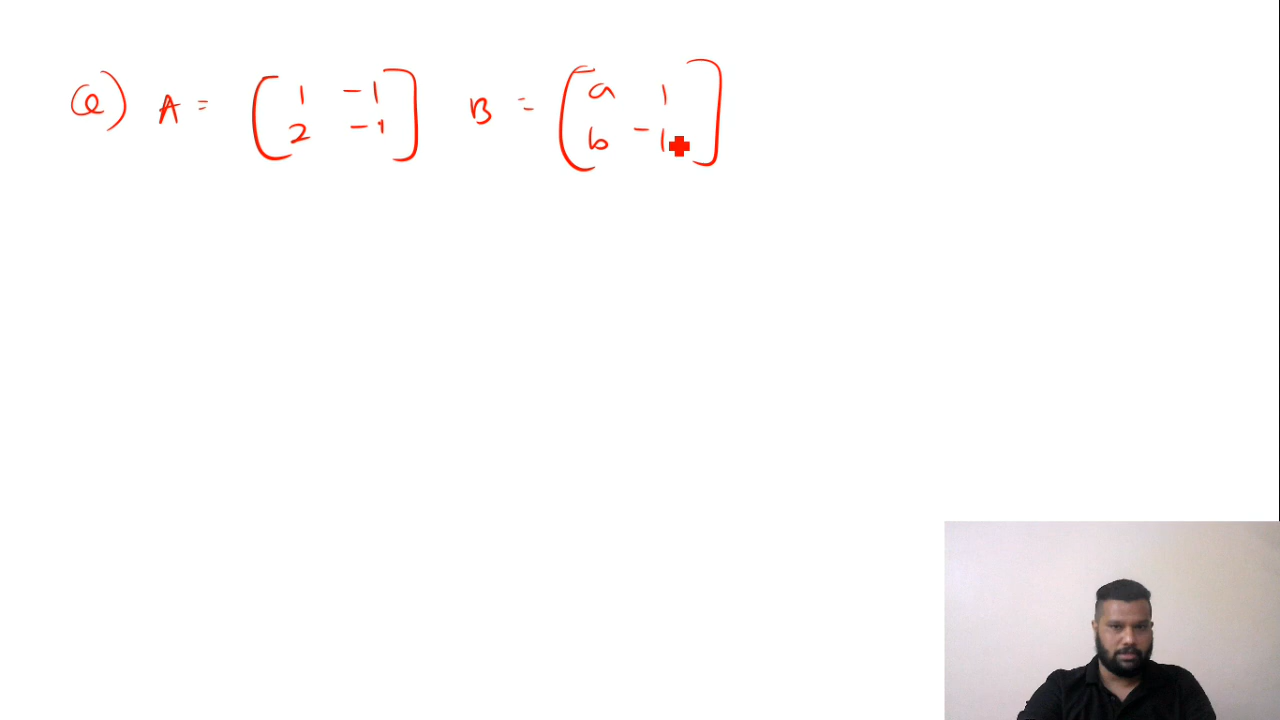 Q) A = [ 1 -1 ] B = [ a 1 ]
2 -1 b -1